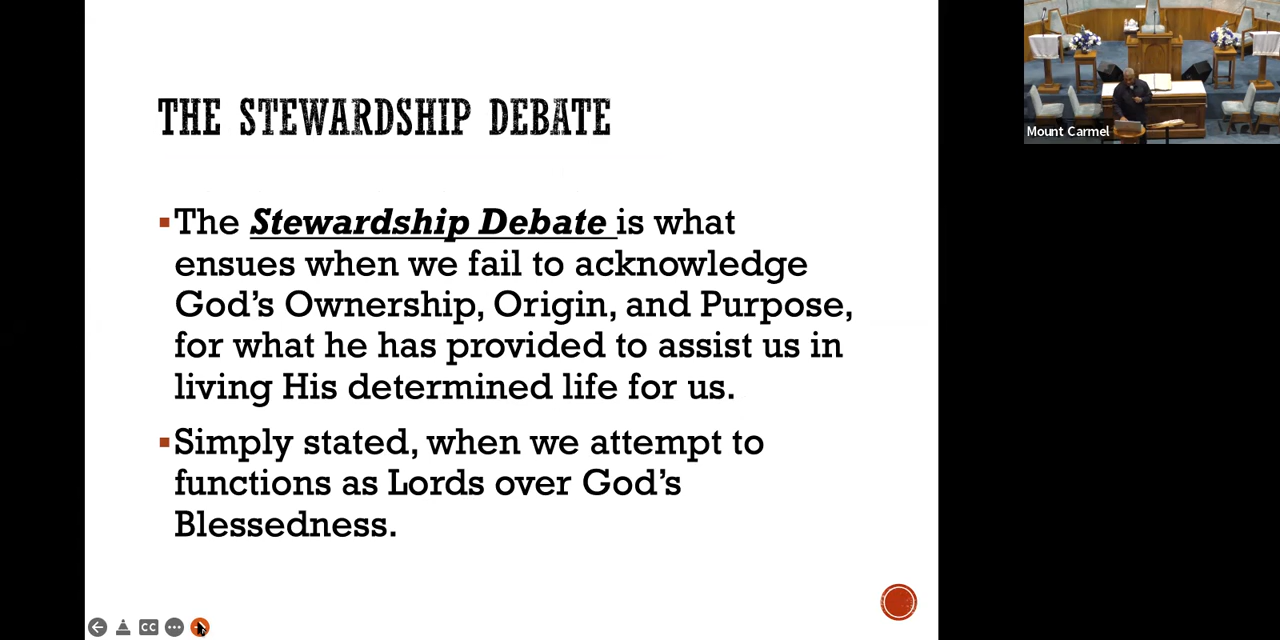 THE STEWARDSHIP DEBATE
The Stewardship Debate is what
ensues when we fail to acknowledge
God's Ownership, Origin, and Purpose,
for what he has provided to assist us in
living His determined life for us.
Simply stated, when we attempt to
functions as Lords over God's
Blessedness.
Mount Carmel
CC